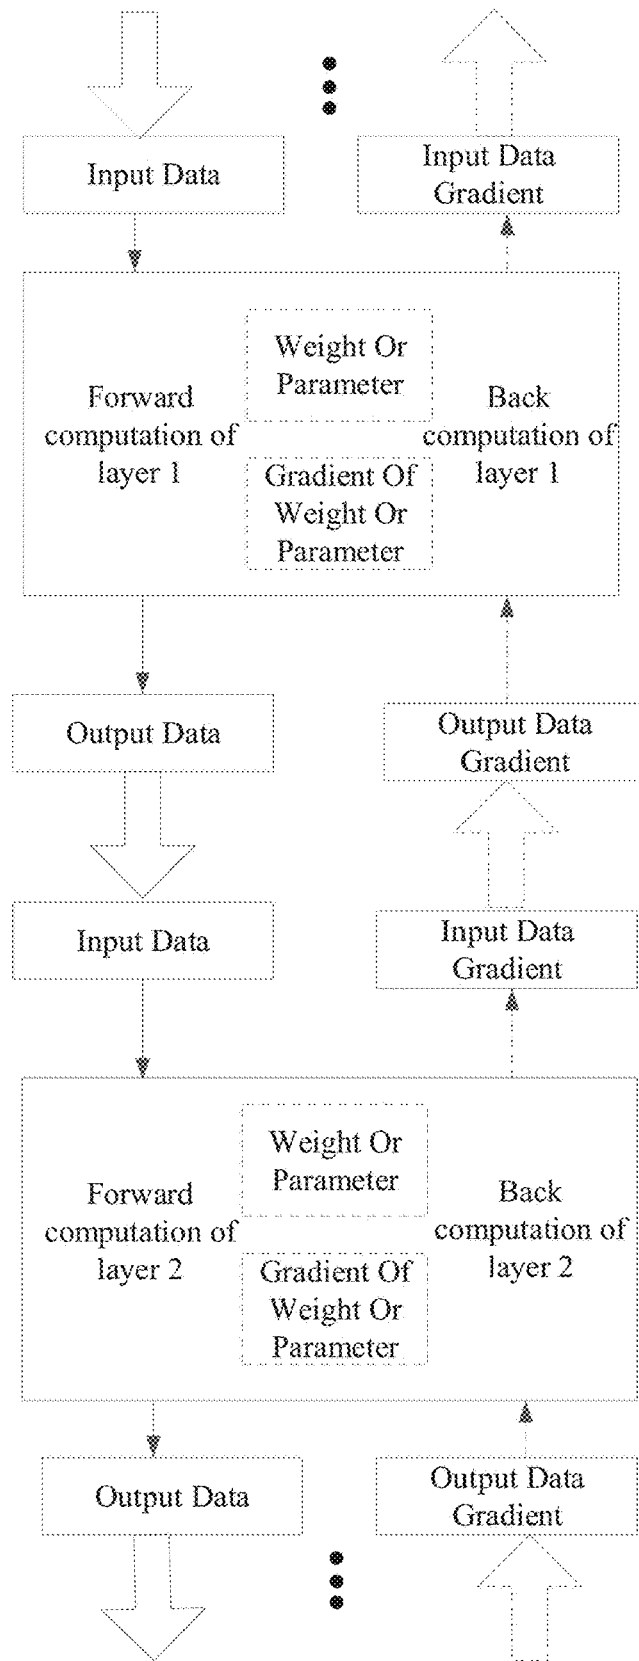 Input Data
Input Data
Gradient
Weight Or
Parameter
Forward
computation of
layer 1
Back
computation of
layer 1
Gradient Of
Weight Or
Parameter
Output Data
Output Data
Gradient
Input Data
Input Data
Gradient
Weight Or
Parameter
Forward
computation of
layer 2
Back
computation of
layer 2
Gradient Of
Weight Or
Parameter
Output Data
Output Data
Gradient